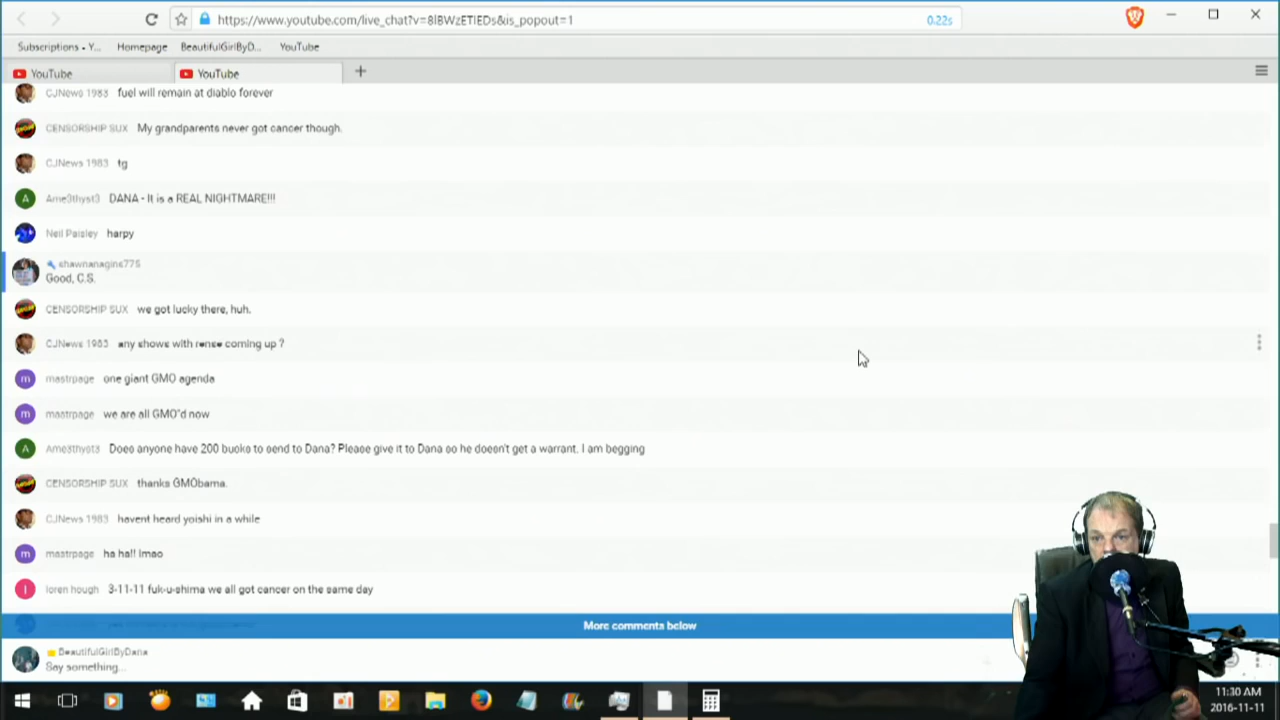 https://www.youtube.com/live_chat?v=8lBWzETlEDs&is_popout=1
0.22s
Subscriptions - Y...
Homepage
BeautifulGirlByD...
YouTube
YouTube
YouTube
CJNews 1983 fuel will remain at diablo forever
CENSORSHIP SUX My grandparents never got cancer though.
CJNews 1983 tg
A Ame3thyst3 DANA - It is a REAL NIGHTMARE!!!
Neil Paisley harpy
shawnanagins775
Good, C.S.
CENSORSHIP SUX we got lucky there, huh.
CJNews 1983 any shows with rense coming up ?
m mastrpage one giant GMO agenda
m mastrpage we are all GMO"d now
A Ame3thyst3 Does anyone have 200 bucks to send to Dana? Please give it to Dana so he doesn't get a warrant. I am begging
CENSORSHIP SUX thanks GMObama.
CJNews 1983 havent heard yoishi in a while
m mastrpage ha ha!! lmao
l loren hough 3-11-11 fuk-u-shima we all got cancer on the same day
More comments below
BeautifulGirlByDana
Say something...
11:30 AM
2016-11-11